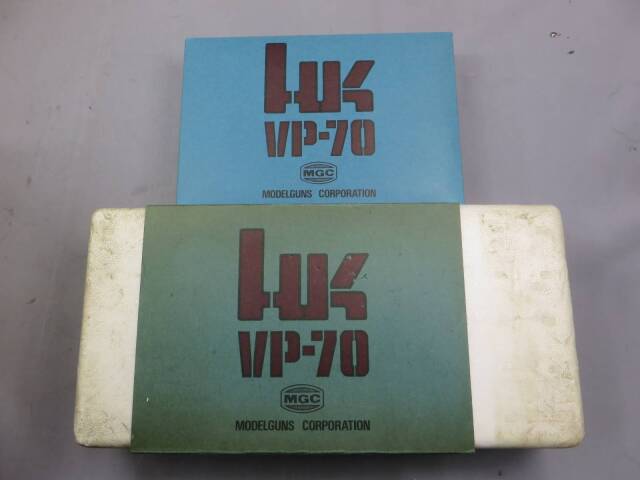 HK
VP-70
MGC
MODELGUNS CORPORATION
HK
VP-70
MGC
MODELGUNS CORPORATION